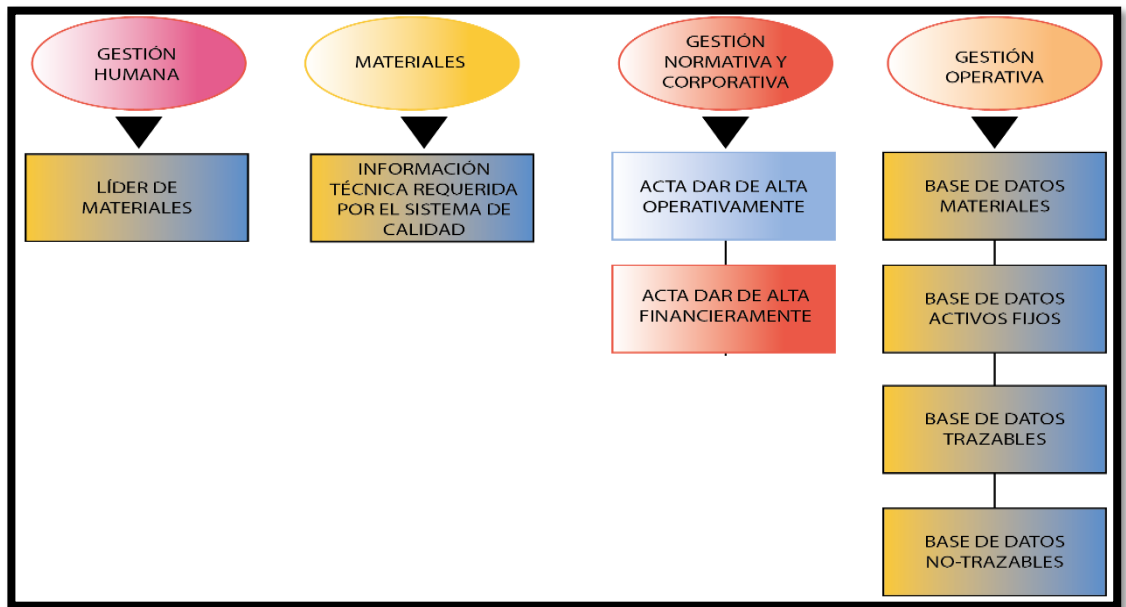 GESTIÓN
HUMANA
MATERIALES
GESTIÓN
NORMATIVA Y
CORPORATIVA
GESTIÓN
OPERATIVA
LÍDER DE
MATERIALES
INFORMACIÓN
TÉCNICA REQUERIDA
POR EL SISTEMA DE
CALIDAD
ACTA DAR DE ALTA
OPERATIVAMENTE
BASE DE DATOS
MATERIALES
ACTA DAR DE ALTA
FINANCIERAMENTE
BASE DE DATOS
ACTIVOS FIJOS
BASE DE DATOS
TRAZABLES
BASE DE DATOS
NO-TRAZABLES